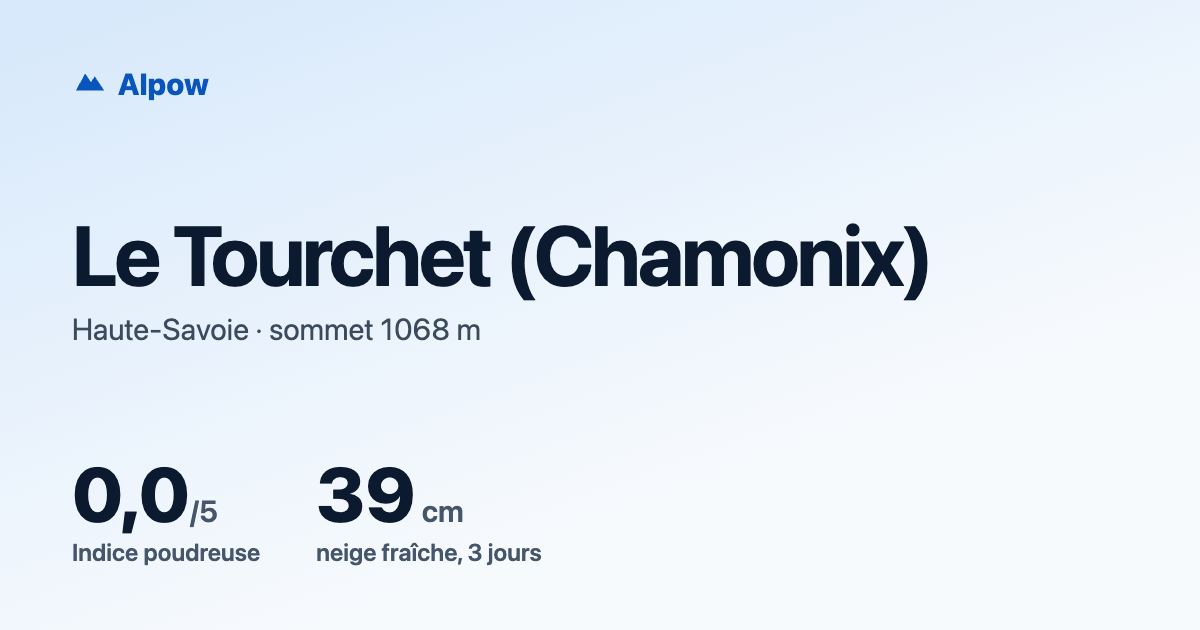 Alpow
Le Tourchet (Chamonix)
Haute-Savoie · sommet 1068 m
0,0/5 39 cm
Indice poudreuse neige fraîche, 3 jours